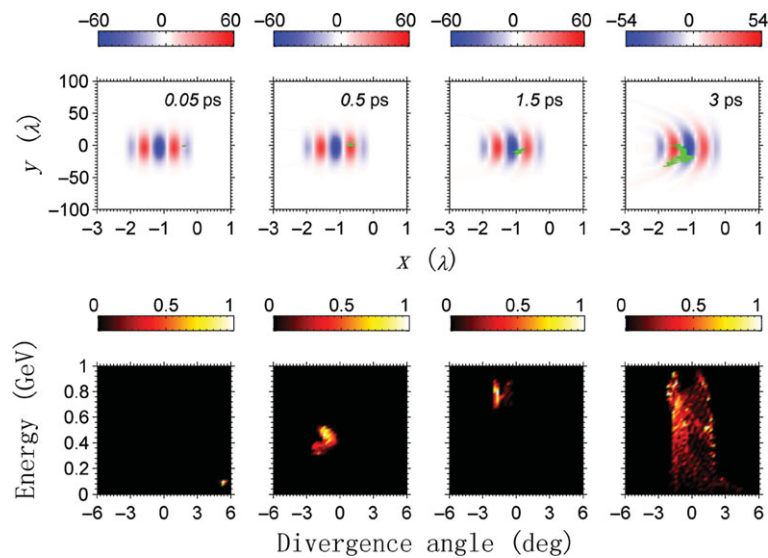 −60 0 60 −60 0 60 −60 0 60 −54 0 54
100 0.05 ps 0.5 ps 1.5 ps 3 ps
50
y (λ) 0
−50
−100
−3 −2 −1 0 1 −3 −2 −1 0 1 −3 −2 −1 0 1 −3 −2 −1 0 1
x (λ)
0 0.5 1 0 0.5 1 0 0.5 1 0 0.5 1
1
0.8
0.6
Energy (GeV)
0.4
0.2
0
−6 −3 0 3 6 −6 −3 0 3 6 −6 −3 0 3 6 −6 −3 0 3 6
Divergence angle (deg)